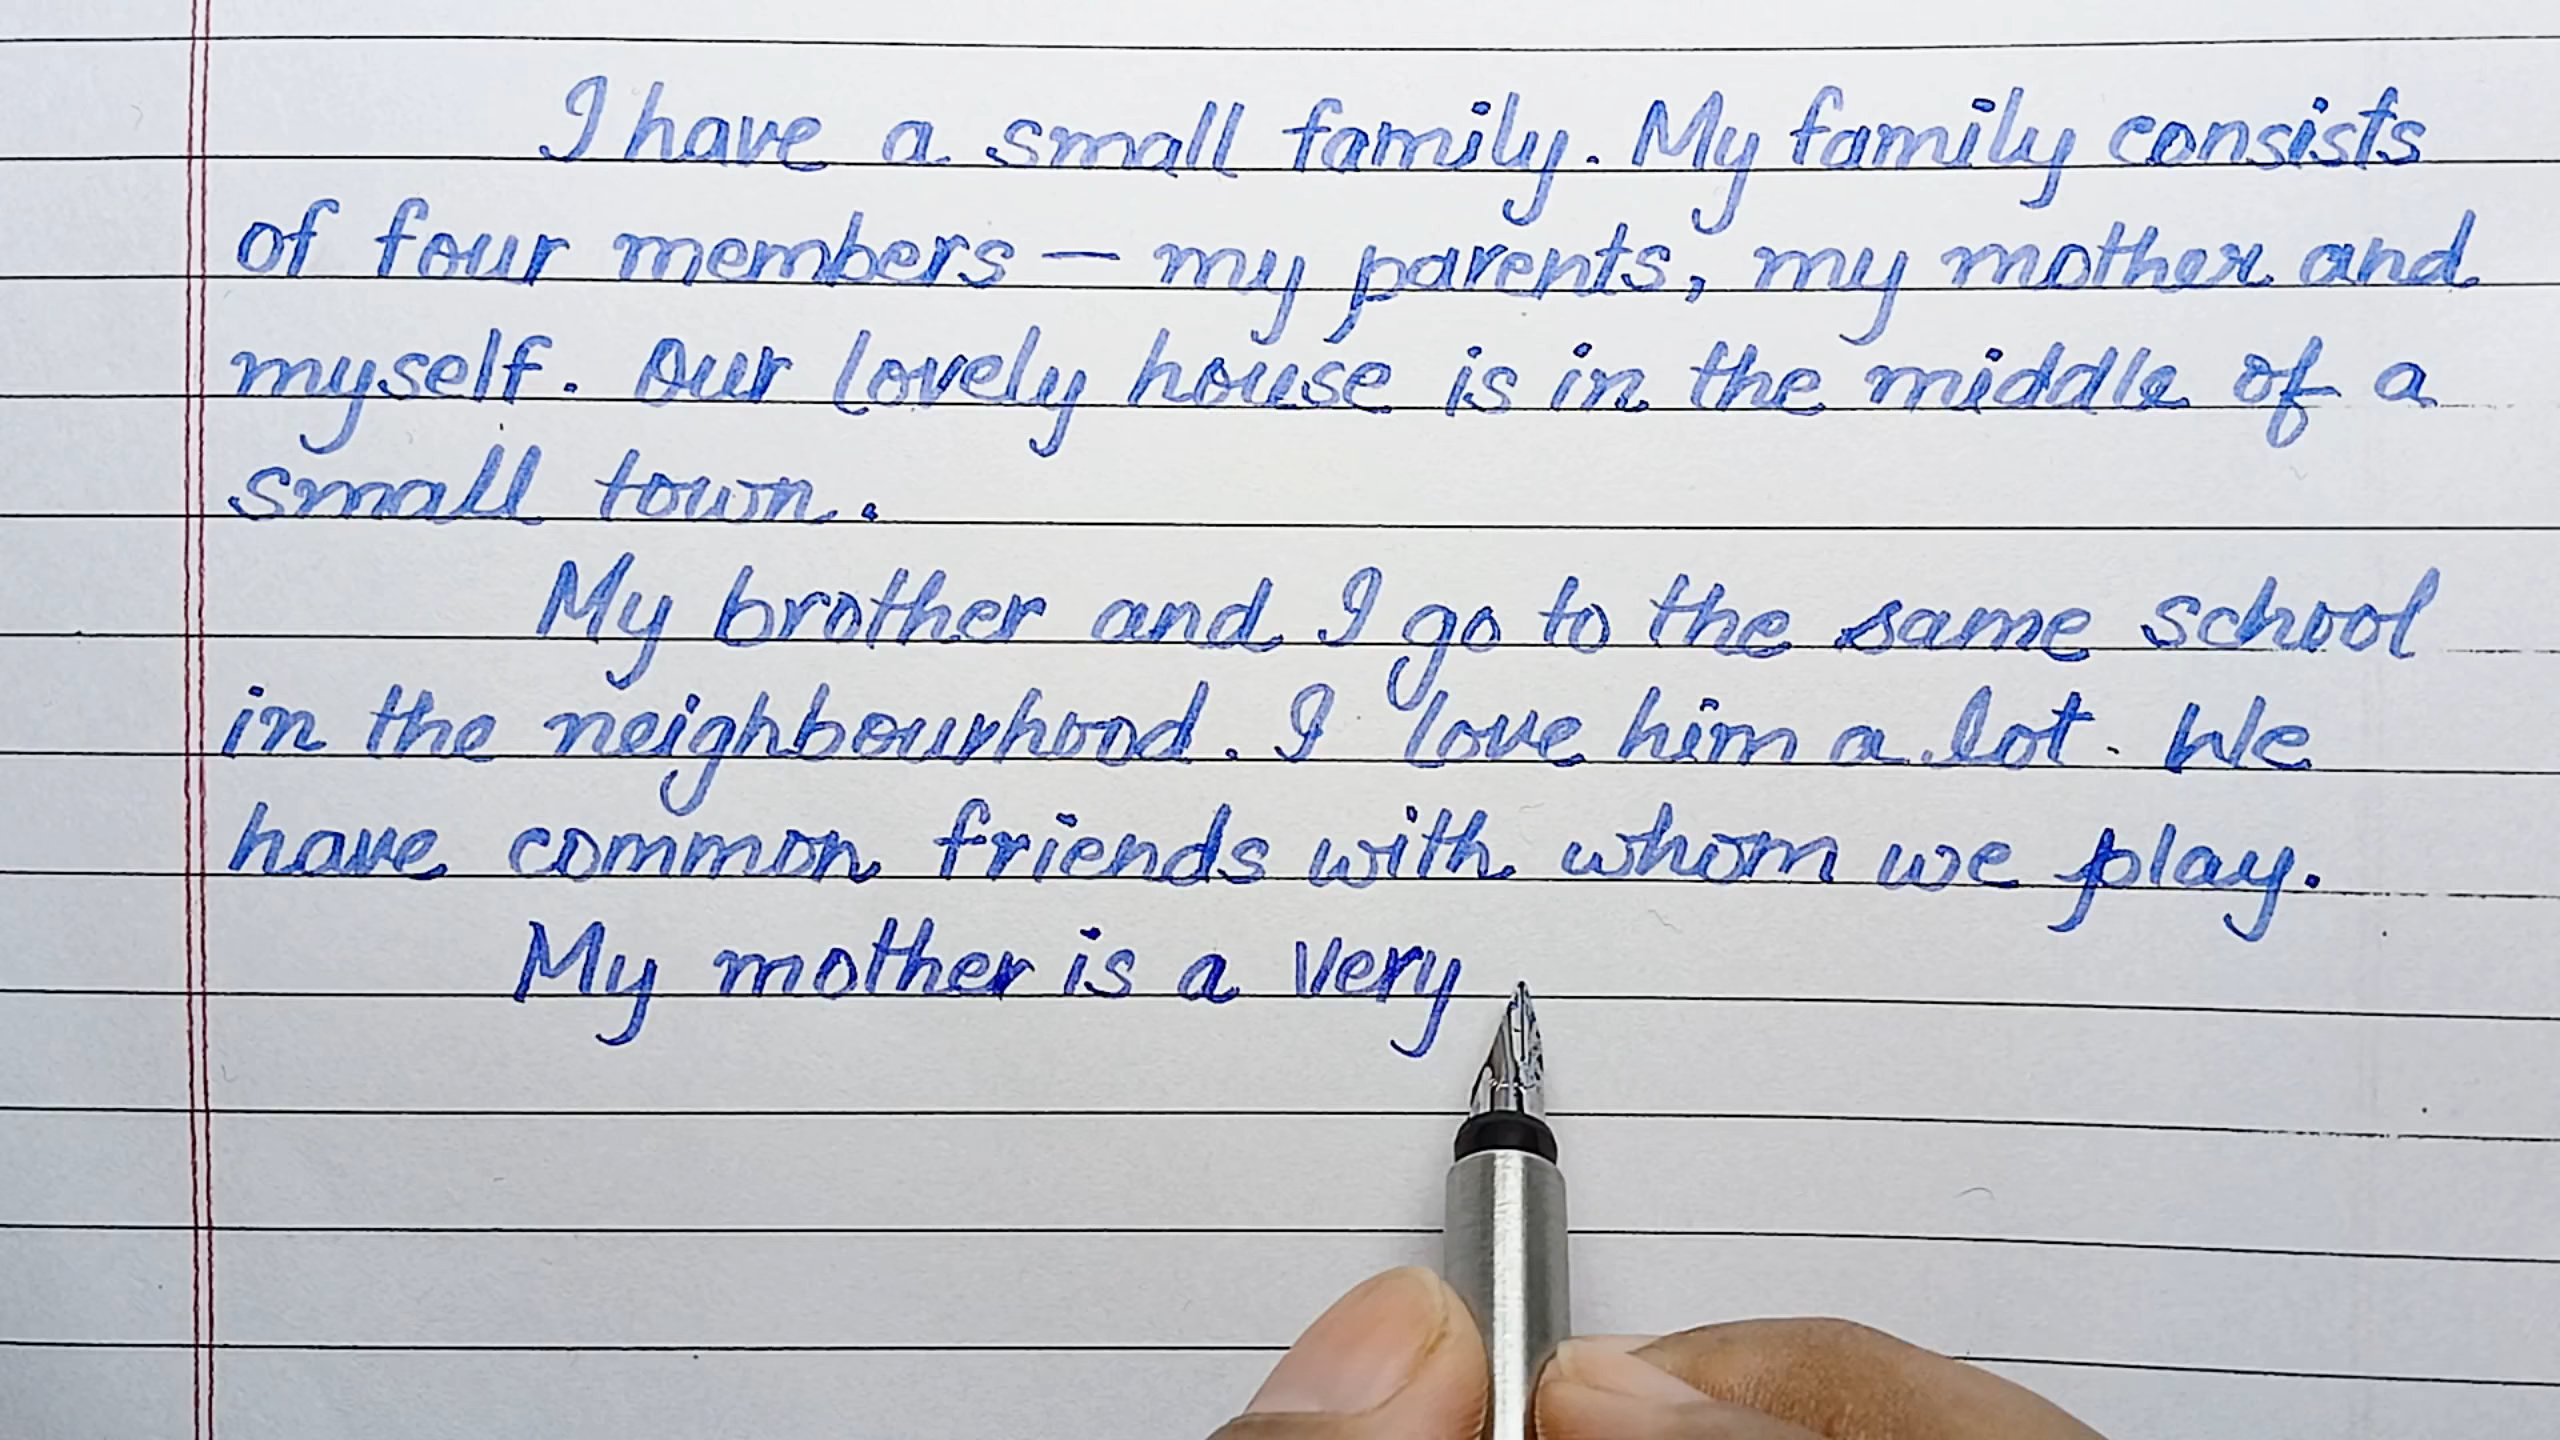 I have a small family. My family consists
of four members – my parents, my mother and
myself. Our lovely house is in the middle of a
small town.
My brother and I go to the same school
in the neighbourhood. I love him a lot. We
have common friends with whom we play.
My mother is a very